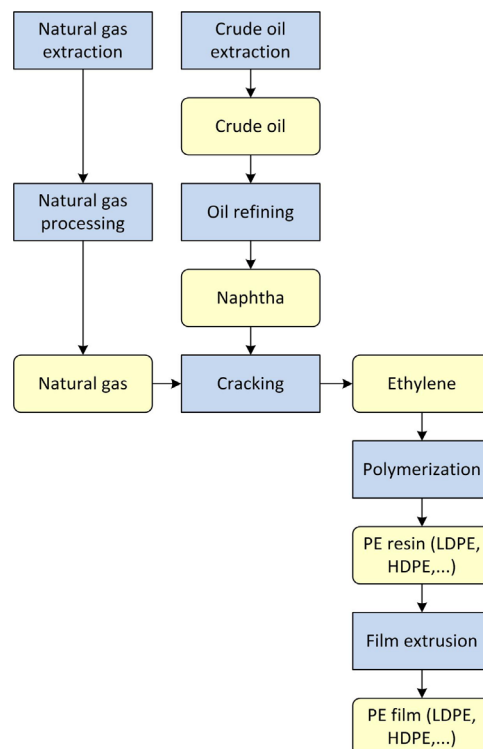 Natural gas
extraction
Crude oil
extraction
Crude oil
Natural gas
processing
Oil refining
Naphtha
Natural gas
Cracking
Ethylene
Polymerization
PE resin (LDPE,
HDPE,...)
Film extrusion
PE film (LDPE,
HDPE,...)